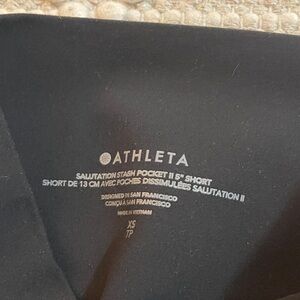 ATHLETA
SALUTATION STASH POCKET II 5" SHORT
SHORT DE 13 CM AVEC POCHES DISSIMULÉES SALUTATION II
DESIGNED IN SAN FRANCISCO
CONÇU À SAN FRANCISCO
MADE IN VIETNAM
XS
TP